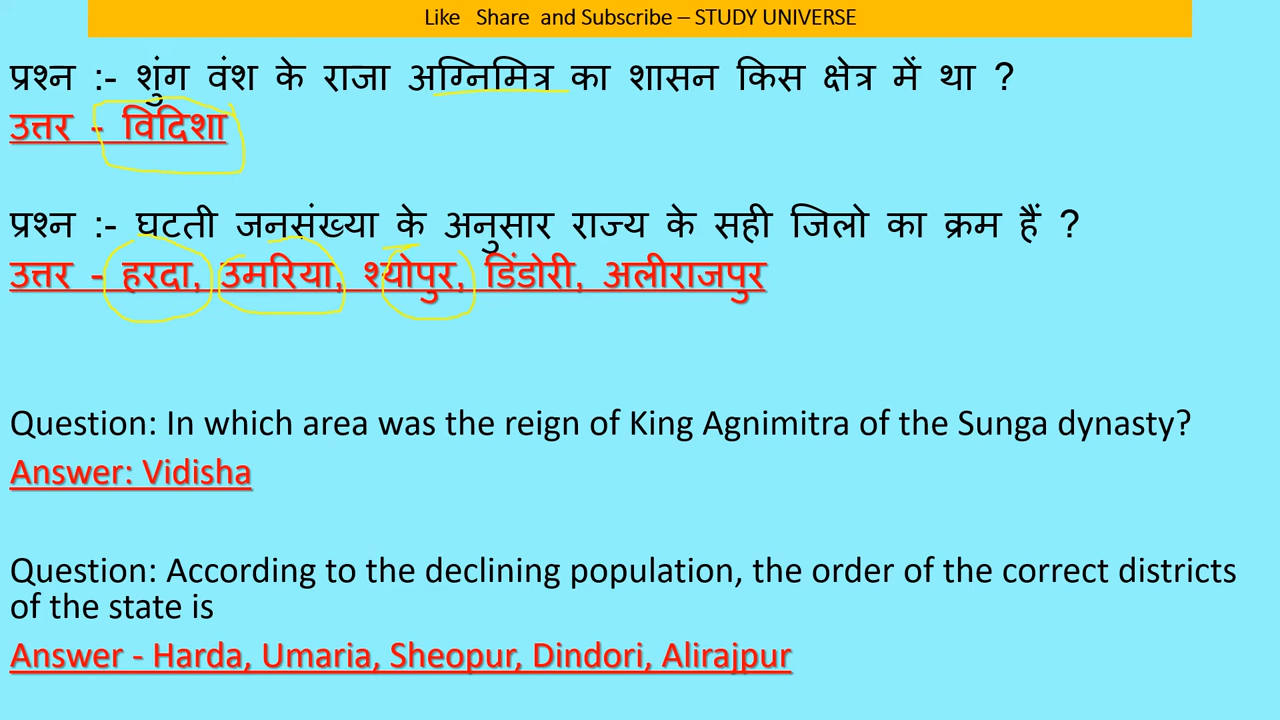 Like Share and Subscribe – STUDY UNIVERSE
प्रश्न :- शुंग वंश के राजा अग्निमित्र का शासन किस क्षेत्र में था ?
उत्तर - विदिशा
प्रश्न :- घटती जनसंख्या के अनुसार राज्य के सही जिलो का क्रम हैं ?
उत्तर - हरदा, उमरिया, श्योपुर, डिंडोरी, अलीराजपुर
Question: In which area was the reign of King Agnimitra of the Sunga dynasty?
Answer: Vidisha
Question: According to the declining population, the order of the correct districts
of the state is
Answer - Harda, Umaria, Sheopur, Dindori, Alirajpur